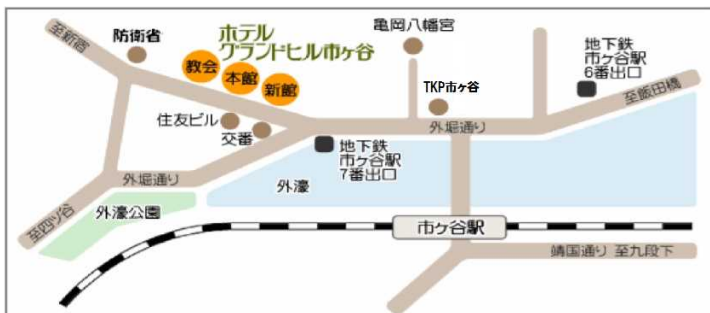 至新宿
防衛省
ホテル
グランドヒル市ヶ谷
教会
本館
新館
亀岡八幡宮
地下鉄
市ヶ谷駅
6番出口
TKP市ヶ谷
至飯田橋
住友ビル
交番
外堀通り
地下鉄
市ヶ谷駅
7番出口
外堀通り
外濠
外濠公園
至四ツ谷
市ヶ谷駅
靖国通り 至九段下